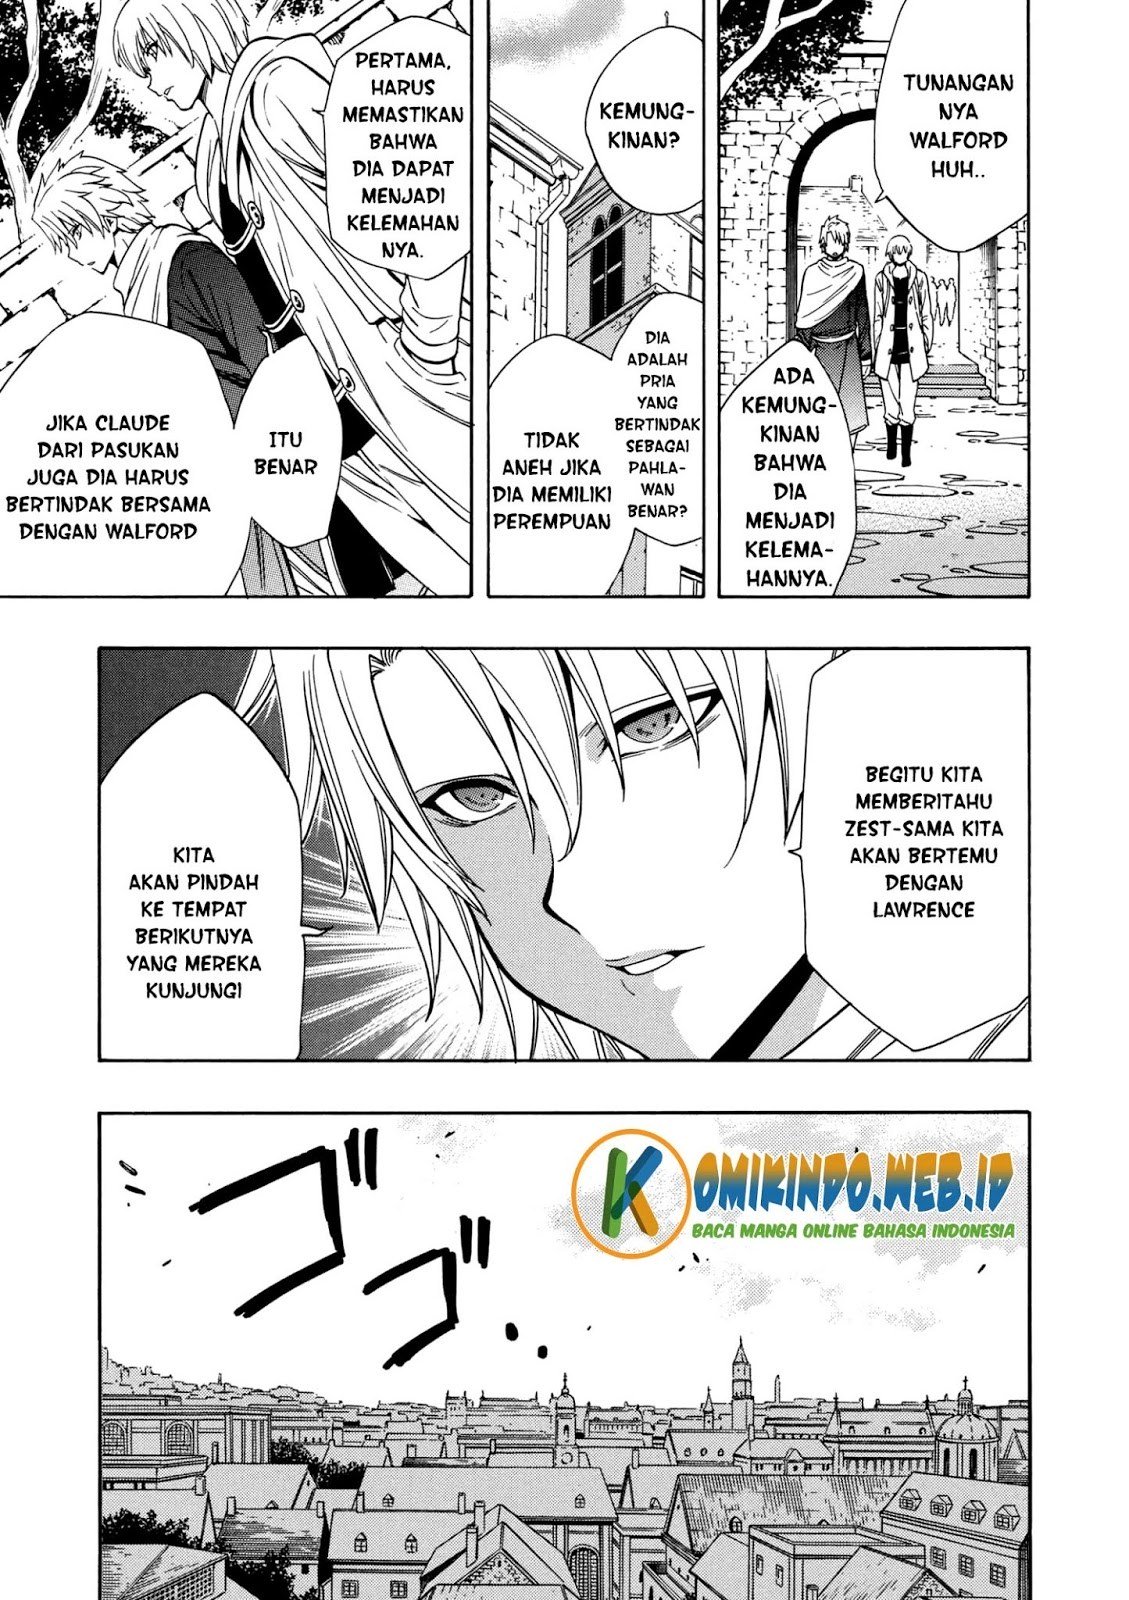 TUNANGAN
NYA
WALFORD
HUH..
ADA
KEMUNG-
KINAN
BAHWA
DIA
MENJADI
KELEMA-
HANNYA.
KEMUNG-
KINAN?
DIA
ADALAH
PRIA
YANG
BERTINDAK
SEBAGAI
PAHLA-
WAN
BENAR?
TIDAK
ANEH JIKA
DIA MEMILIKI
PEREMPUAN
PERTAMA,
HARUS
MEMASTIKAN
BAHWA
DIA DAPAT
MENJADI
KELEMAHAN
NYA.
ITU
BENAR
JIKA CLAUDE
DARI PASUKAN
JUGA DIA HARUS
BERTINDAK BERSAMA
DENGAN WALFORD
BEGITU KITA
MEMBERITAHU
ZEST-SAMA KITA
AKAN BERTEMU
DENGAN
LAWRENCE
KITA
AKAN PINDAH
KE TEMPAT
BERIKUTNYA
YANG MEREKA
KUNJUNGI
ゴゴ・・
KOMIKINDO.WEB.ID
BACA MANGA ONLINE BAHASA INDONESIA